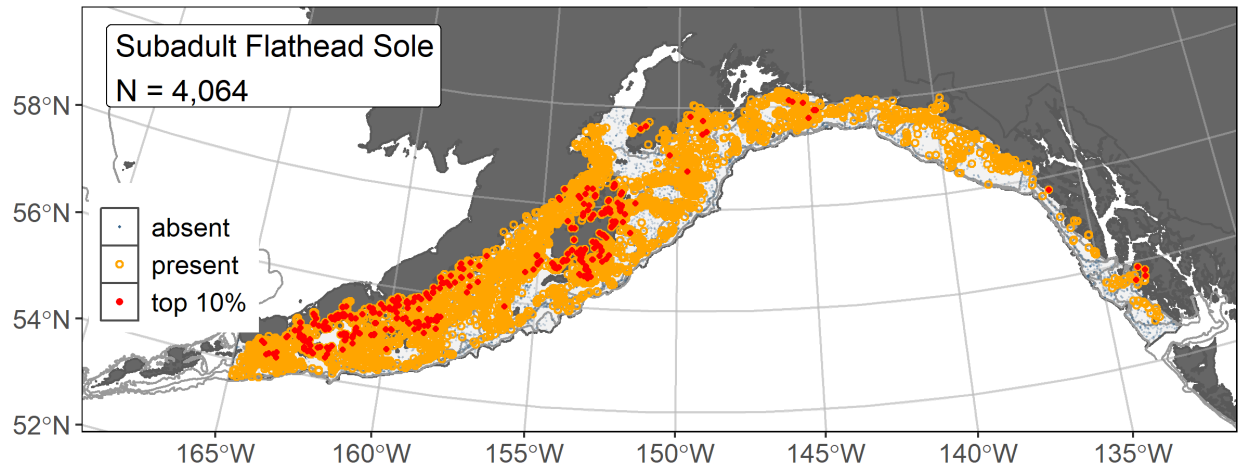 Subadult Flathead Sole
N = 4,064
58°N
56°N
54°N
52°N
absent
present
top 10%
165°W
160°W
155°W
150°W
145°W
140°W
135°W